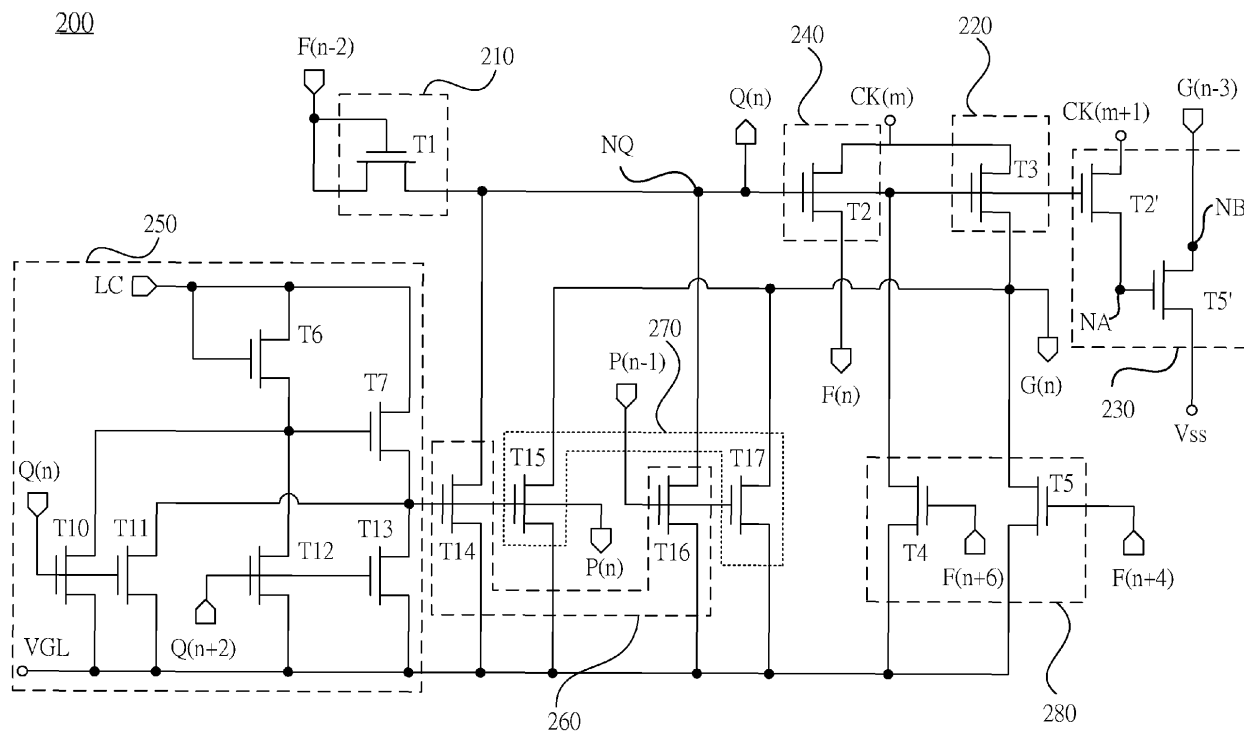 200
F(n-2)
210
240
220
Q(n)
CK(m)
G(n-3)
CK(m+1)
T1
NQ
T3
T2
T2'
NB
250
LC
T6
T5'
NA
270
T7
P(n-1)
F(n)
G(n)
230
Vss
Q(n)
T15
T17
T5
T10
T11
T12
T13
T14
P(n)
T16
T4
F(n+6)
F(n+4)
Q(n+2)
VGL
260
280